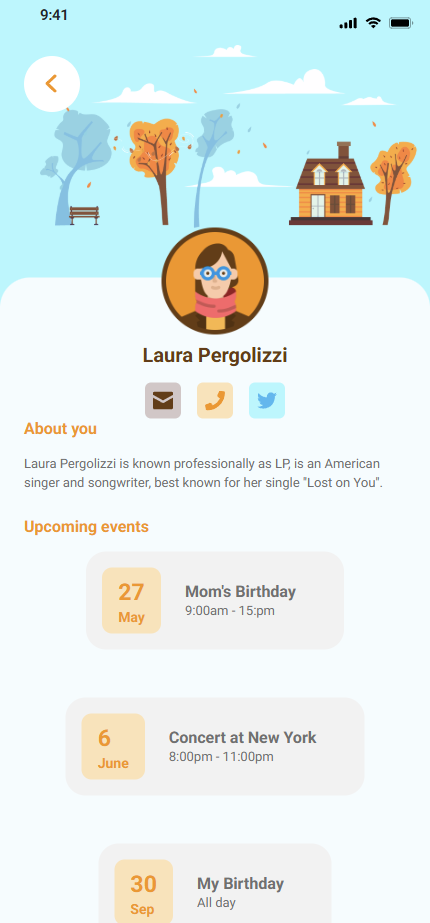 9:41
Laura Pergolizzi
About you
Laura Pergolizzi is known professionally as LP, is an American
singer and songwriter, best known for her single "Lost on You".
Upcoming events
27
May
Mom's Birthday
9:00am - 15:pm
6
June
Concert at New York
8:00pm - 11:00pm
30
Sep
My Birthday
All day